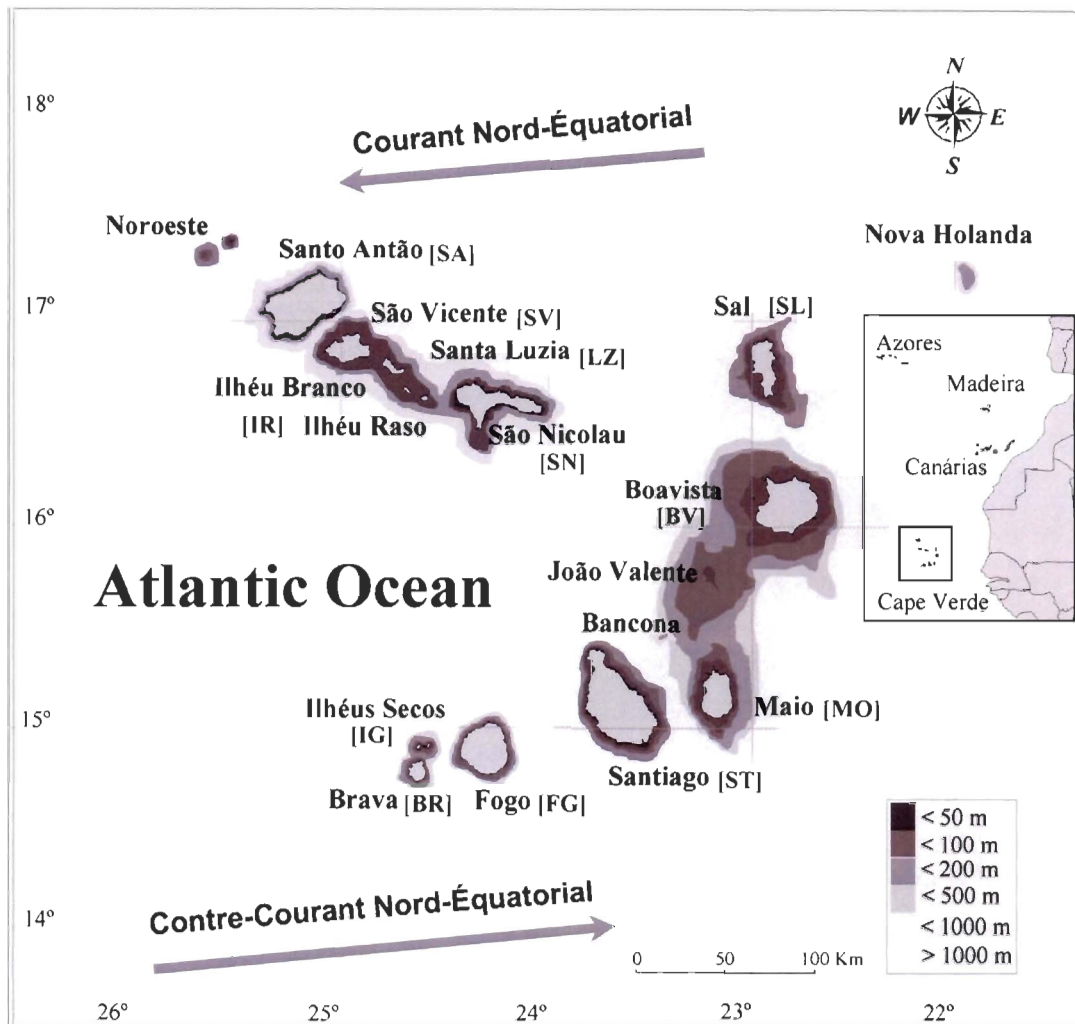 N
W
E
S
18°
Courant Nord-Équatorial
Noroeste
Santo Antão [SA]
Nova Holanda
17°
São Vicente [SV]
Sal [SL]
Santa Luzia [LZ]
Ilhéu Branco
[IR] Ilhéu Raso
São Nicolau
[SN]
Azores
Madeira
Canárias
Cape Verde
Boavista
[BV]
16°
João Valente
Atlantic Ocean
Bancona
Ilhéus Secos
[IG]
15°
Maio [MO]
Santiago [ST]
Brava [BR]
Fogo [FG]
< 50 m
< 100 m
< 200 m
< 500 m
< 1000 m
> 1000 m
Contre-Courant Nord-Équatorial
14°
0 50 100 Km
26° 25° 24° 23° 22°